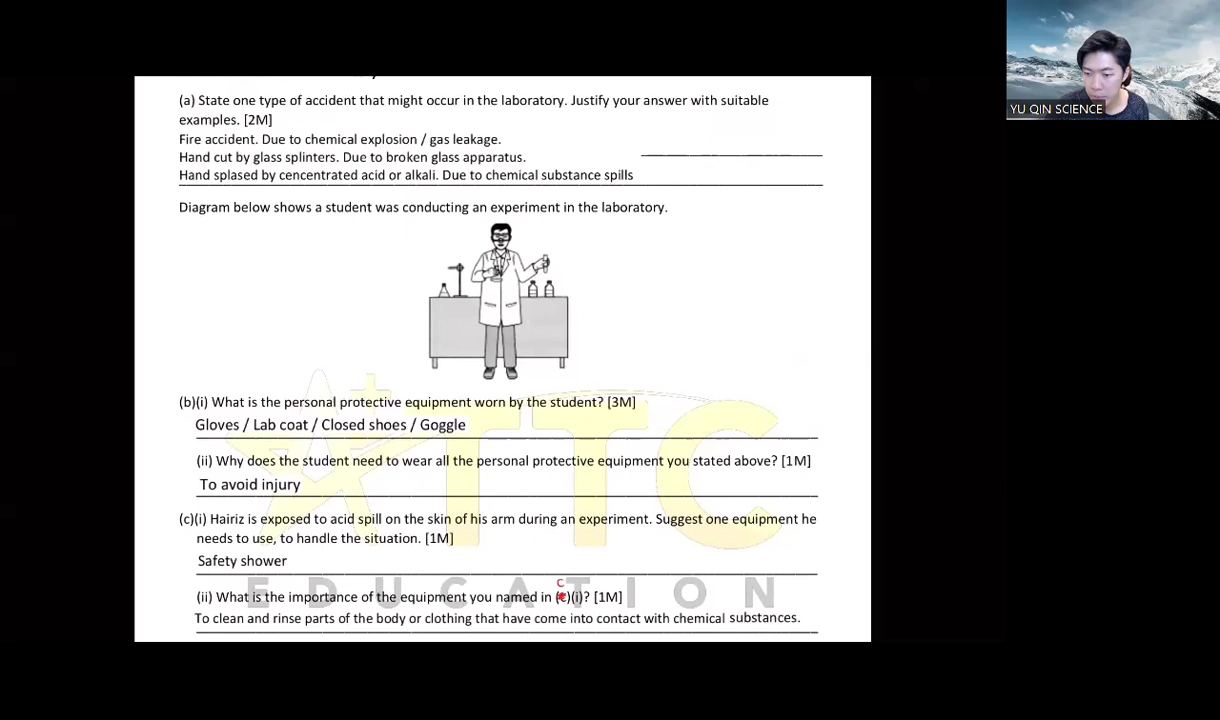 (a) State one type of accident that might occur in the laboratory. Justify your answer with suitable
examples. [2M]
Fire accident. Due to chemical explosion / gas leakage.
Hand cut by glass splinters. Due to broken glass apparatus.
Hand splased by cencentrated acid or alkali. Due to chemical substance spills
Diagram below shows a student was conducting an experiment in the laboratory.
(b)(i) What is the personal protective equipment worn by the student? [3M]
Gloves / Lab coat / Closed shoes / Goggle
(ii) Why does the student need to wear all the personal protective equipment you stated above? [1M]
To avoid injury
(c)(i) Hairiz is exposed to acid spill on the skin of his arm during an experiment. Suggest one equipment he
needs to use, to handle the situation. [1M]
Safety shower
c
(ii) What is the importance of the equipment you named in ( )(i)? [1M]
To clean and rinse parts of the body or clothing that have come into contact with chemical substances.
TTC
EDUCATION
YU QIN SCIENCE